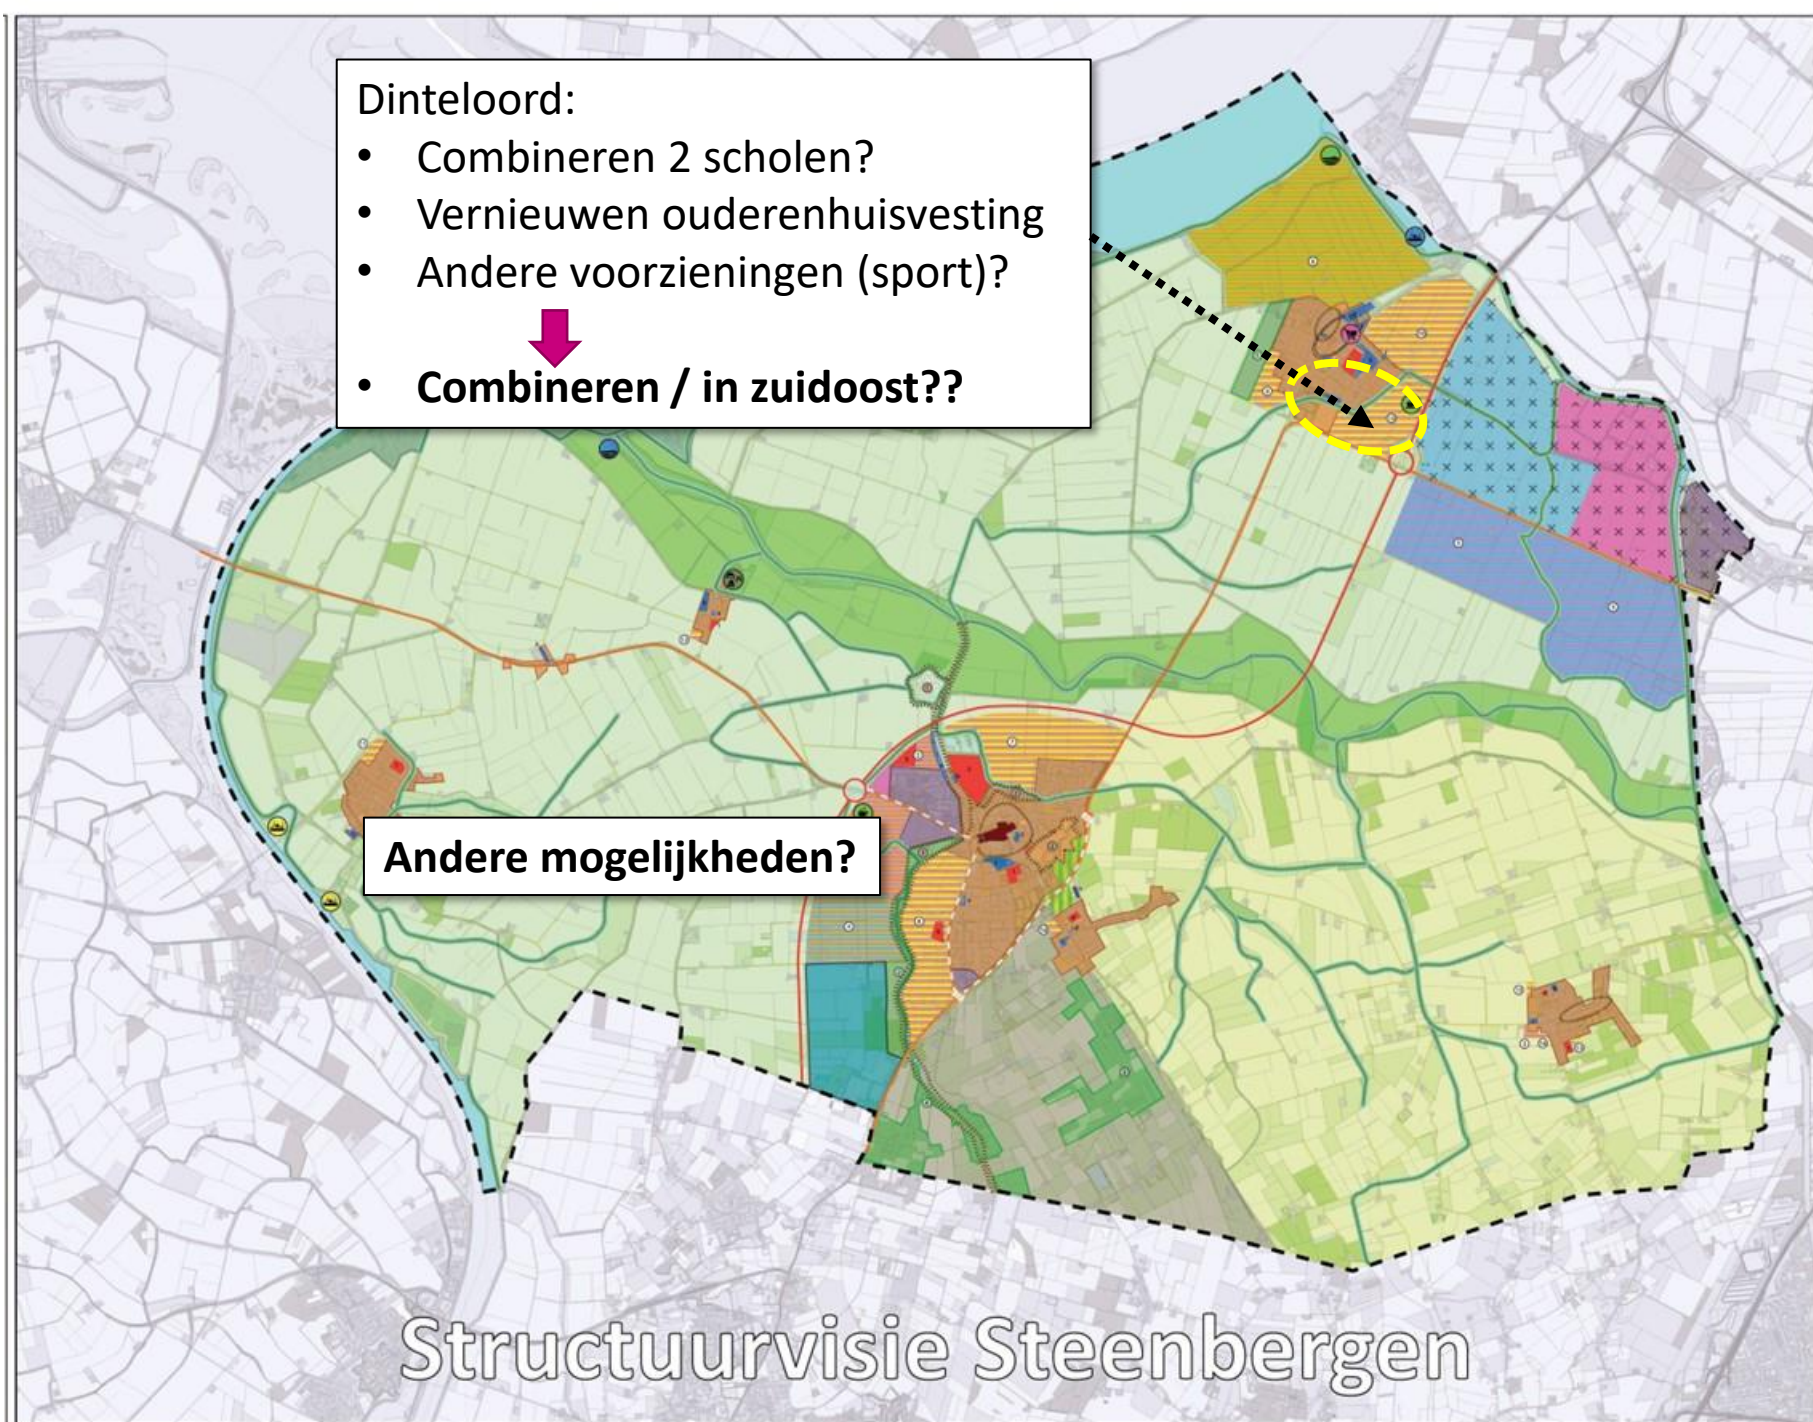 Dinteloord:
• Combineren 2 scholen?
• Vernieuwen ouderenhuisvesting
• Andere voorzieningen (sport)?
• Combineren / in zuidoost??
Andere mogelijkheden?
Structuurvisie Steenbergen